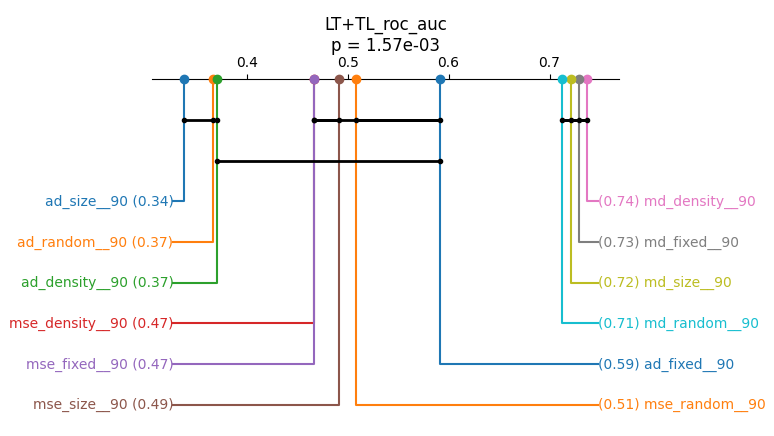 LT+TL_roc_auc
p = 1.57e-03
0.4 0.5 0.6 0.7
ad_size__90 (0.34) (0.74) md_density__90
ad_random__90 (0.37) (0.73) md_fixed__90
ad_density__90 (0.37) (0.72) md_size__90
mse_density__90 (0.47) (0.71) md_random__90
mse_fixed__90 (0.47) (0.59) ad_fixed__90
mse_size__90 (0.49) (0.51) mse_random__90